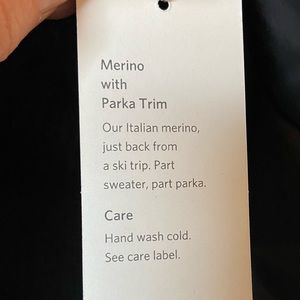 Merino
with
Parka Trim
Our Italian merino,
just back from
a ski trip. Part
sweater, part parka.
Care
Hand wash cold.
See care label.